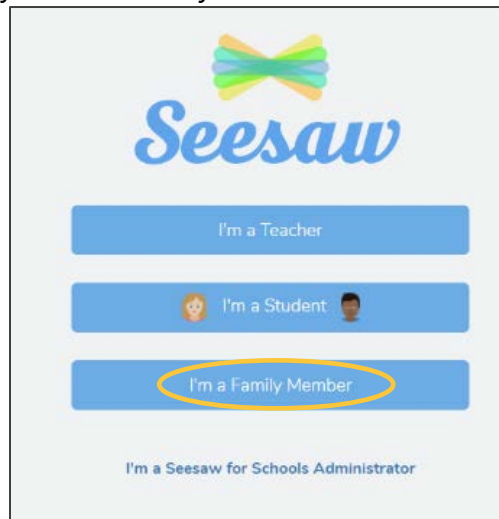 Seesaw
I'm a Teacher
I'm a Student
I'm a Family Member
I'm a Seesaw for Schools Administrator